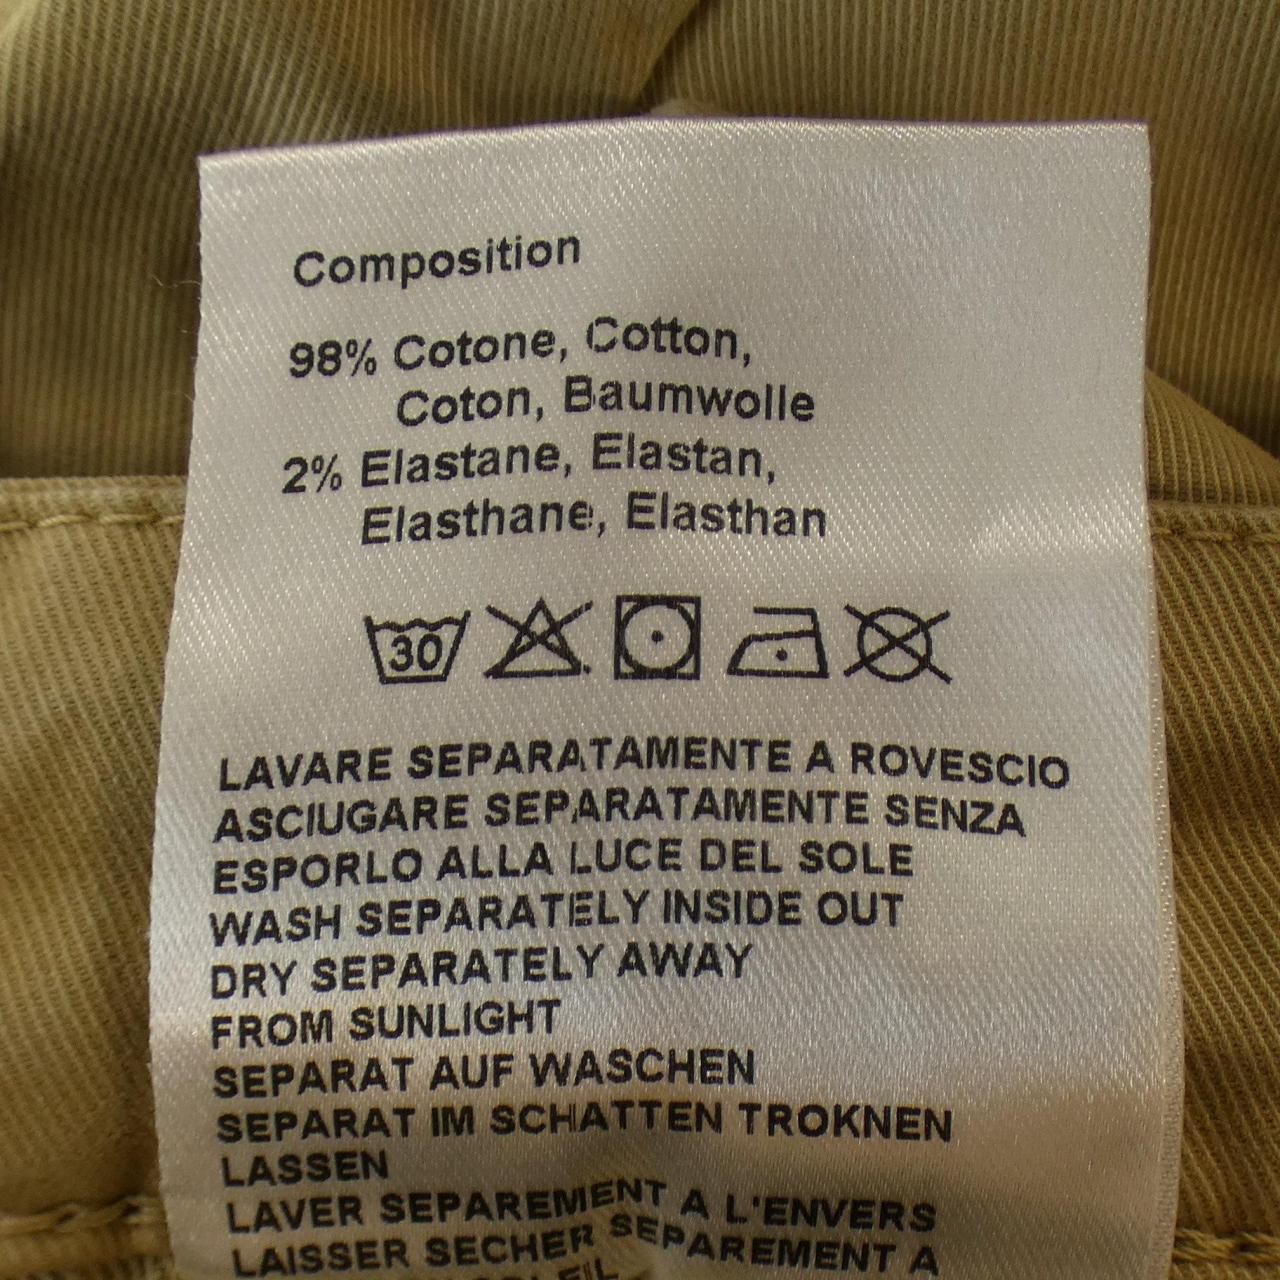 Composition
98% Cotone, Cotton,
Coton, Baumwolle
2% Elastane, Elastan,
Elasthane, Elasthan
30
LAVARE SEPARATAMENTE A ROVESCIO
ASCIUGARE SEPARATAMENTE SENZA
ESPORLO ALLA LUCE DEL SOLE
WASH SEPARATELY INSIDE OUT
DRY SEPARATELY AWAY
FROM SUNLIGHT
SEPARAT AUF WASCHEN
SEPARAT IM SCHATTEN TROKNEN
LASSEN
LAVER SEPAREMENT A L'ENVERS
LAISSER SECHER SEPAREMENT A